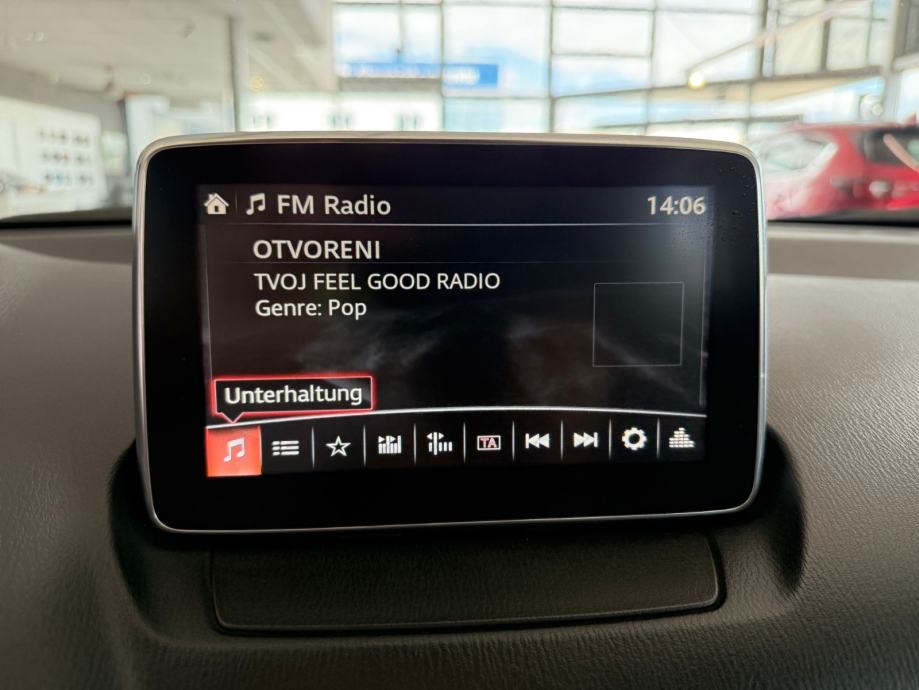 FM Radio 14:06
OTVORENI
TVOJ FEEL GOOD RADIO
Genre: Pop
Unterhaltung
TA